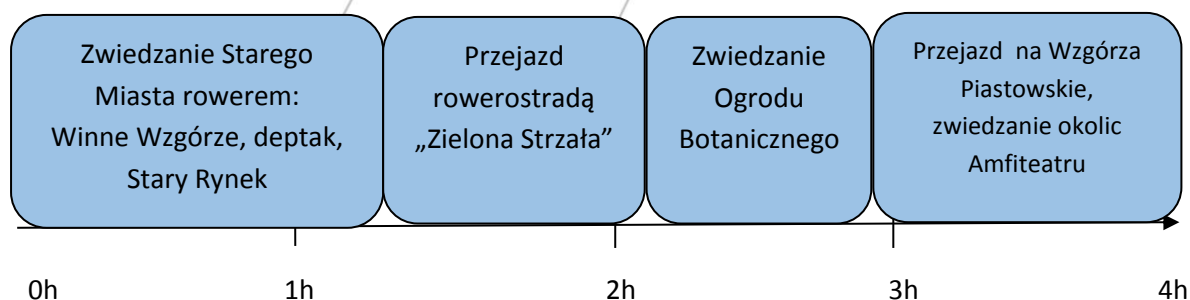 Zwiedzanie Starego
Miasta rowerem:
Winne Wzgórze, deptak,
Stary Rynek
Przejazd
rowerostradą
„Zielona Strzała”
Zwiedzanie
Ogrodu
Botanicznego
Przejazd na Wzgórza
Piastowskie,
zwiedzanie okolic
Amfiteatru
0h 1h 2h 3h 4h